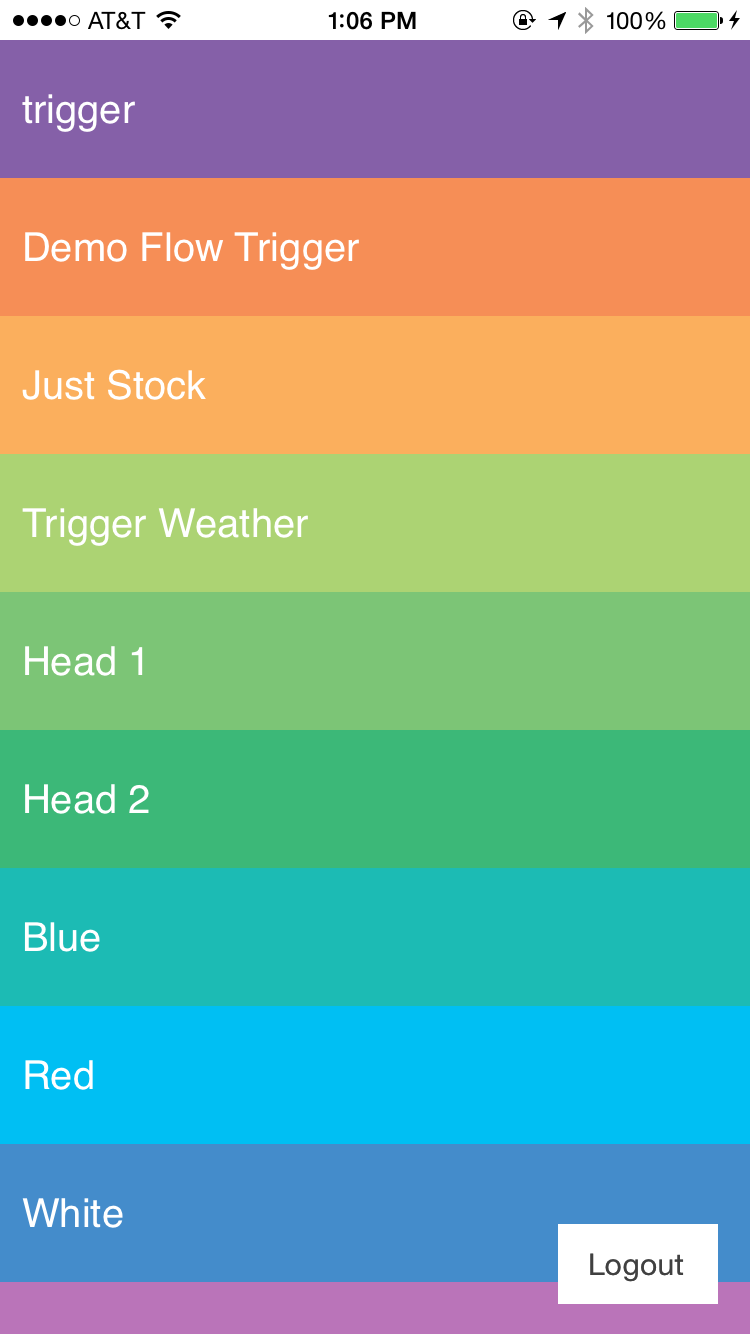 AT&T 1:06 PM 100%
trigger
Demo Flow Trigger
Just Stock
Trigger Weather
Head 1
Head 2
Blue
Red
White
Logout